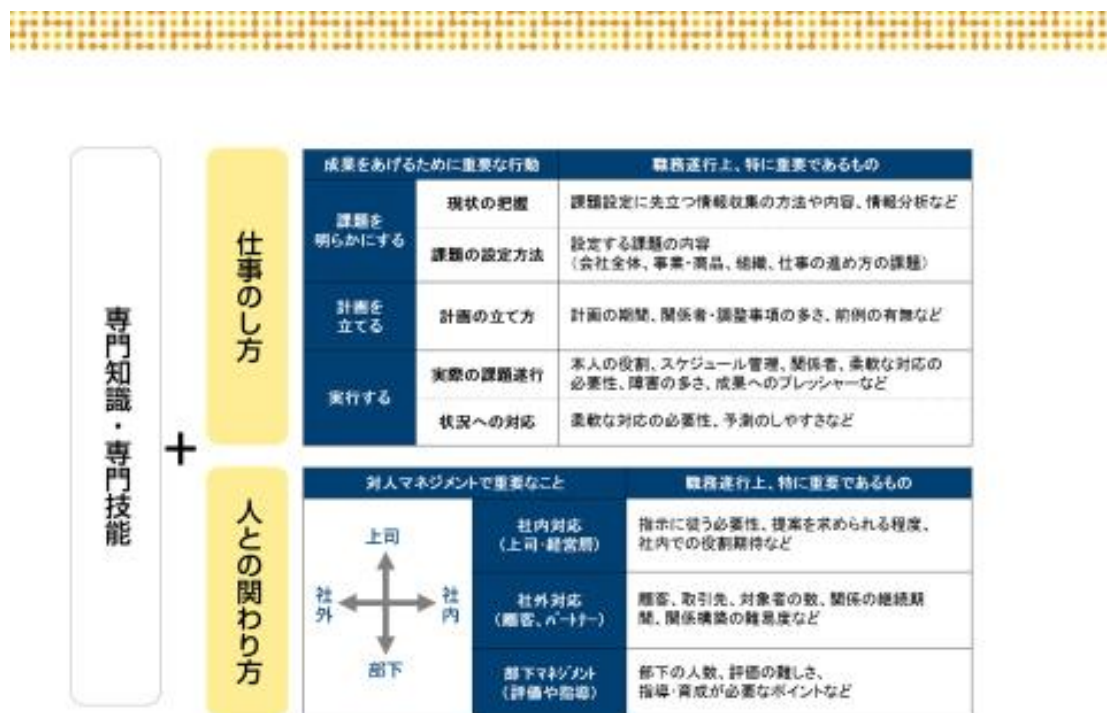 専門知識・専門技能
+
仕事のし方
成果をあげるために重要な行動 職務遂行上、特に重要であるもの
課題を
明らかにする
現状の把握 課題設定に先立つ情報収集の方法や内容、情報分析など
課題の設定方法
設定する課題の内容
(会社全体、事業・商品、組織、仕事の進め方の課題)
計画を
立てる
計画の立て方 計画の期間、関係者・調整事項の多さ、前例の有無など
実行する
実際の課題遂行
本人の役割、スケジュール管理、関係者、柔軟な対応の
必要性、障害の多さ、成果へのプレッシャーなど
状況への対応 柔軟な対応の必要性、予測のしやすさなど
人との関わり方
対人マネジメントで重要なこと 職務遂行上、特に重要であるもの
上司
社外
社内
部下
社内対応
(上司・経営層)
指示に従う必要性、提案を求められる程度、
社内での役割期待など
社外対応
(顧客、パートナー)
顧客、取引先、対象者の数、関係の継続期
間、関係構築の難易度など
部下マネジメント
(評価や指導)
部下の人数、評価の難しさ、
指導・育成が必要なポイントなど